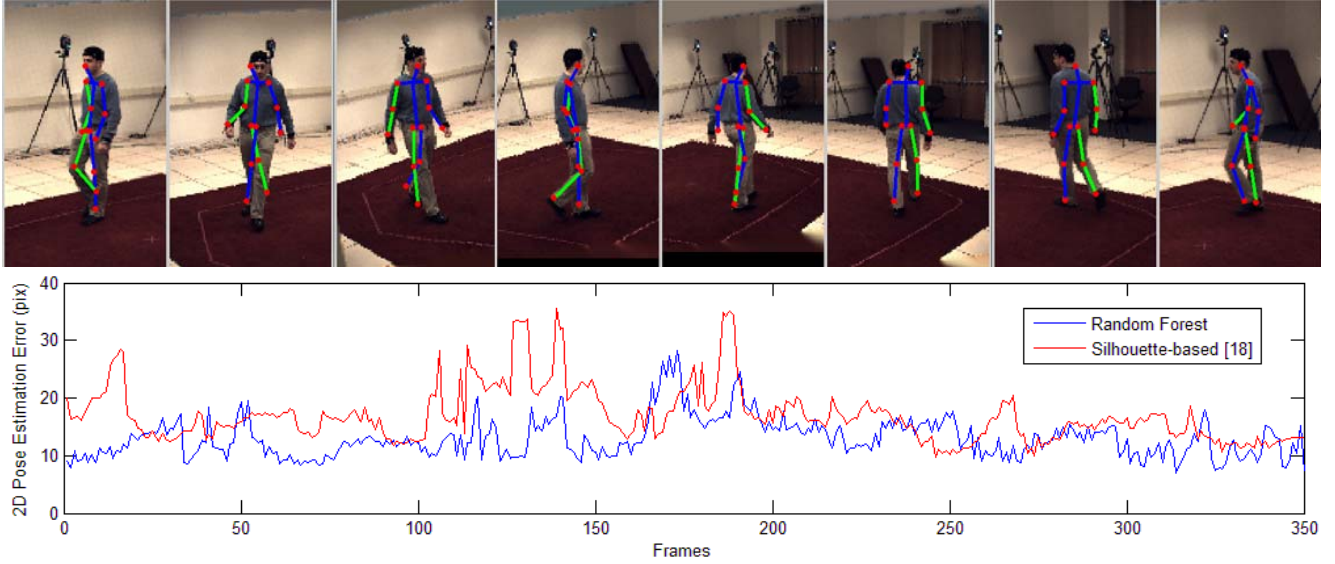 40
30
20
10
0
2D Pose Estimation Error (pix)
Random Forest
Silhouette-based [18]
0 50 100 150 200 250 300 350
Frames